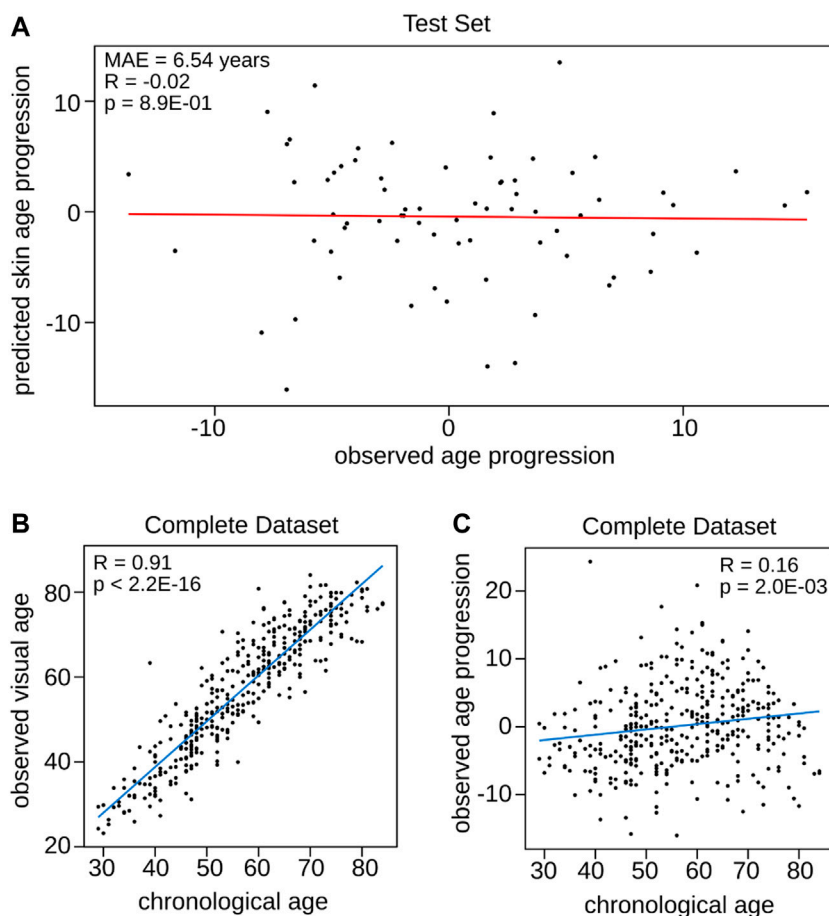 A
Test Set
MAE = 6.54 years
R = -0.02
p = 8.9E-01
predicted skin age progression
10
0
-10
-10 0 10
observed age progression
B
Complete Dataset
R = 0.91
p < 2.2E-16
observed visual age
80
60
40
20
30 40 50 60 70 80
chronological age
C
Complete Dataset
R = 0.16
p = 2.0E-03
observed age progression
20
10
0
-10
30 40 50 60 70 80
chronological age